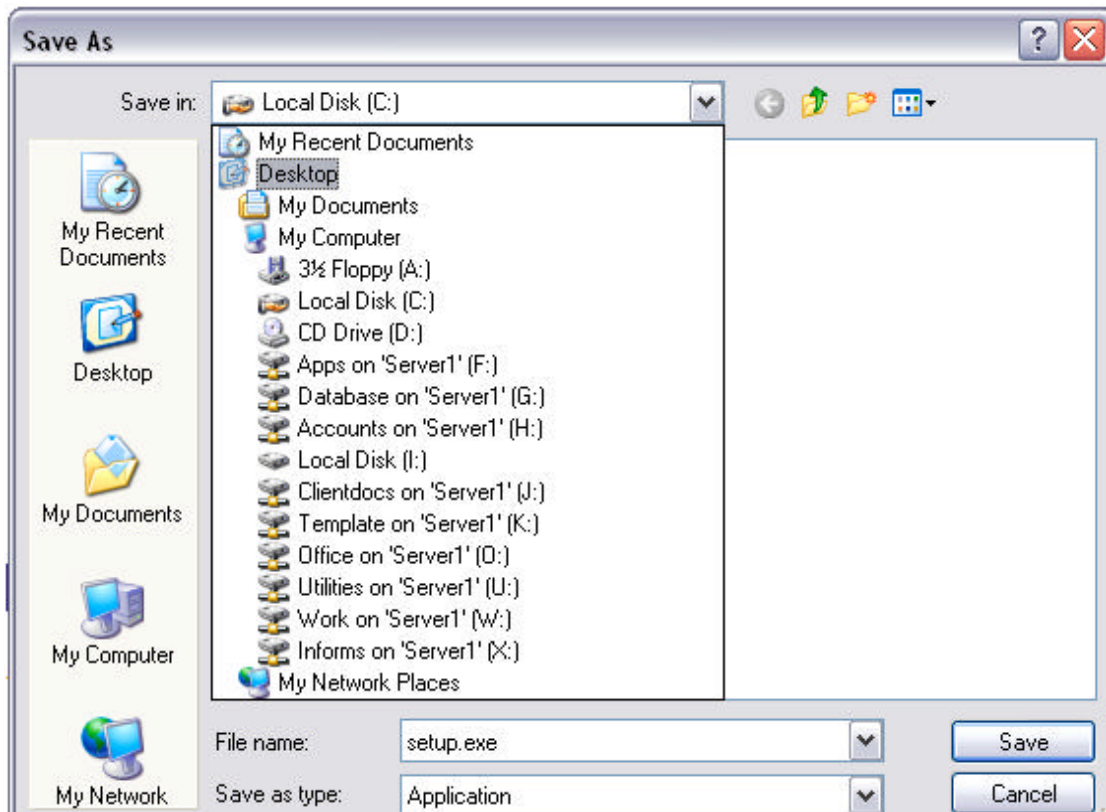 Save As
Save in:
Local Disk (C:)
My Recent Documents
Desktop
My Documents
My Computer
3½ Floppy (A:)
Local Disk (C:)
CD Drive (D:)
Apps on 'Server1' (F:)
Database on 'Server1' (G:)
Accounts on 'Server1' (H:)
Local Disk (I:)
Clientdocs on 'Server1' (J:)
Template on 'Server1' (K:)
Office on 'Server1' (O:)
Utilities on 'Server1' (U:)
Work on 'Server1' (W:)
Informs on 'Server1' (X:)
My Network Places
My Recent
Documents
Desktop
My Documents
My Computer
My Network
File name:
setup.exe
Save
Save as type:
Application
Cancel